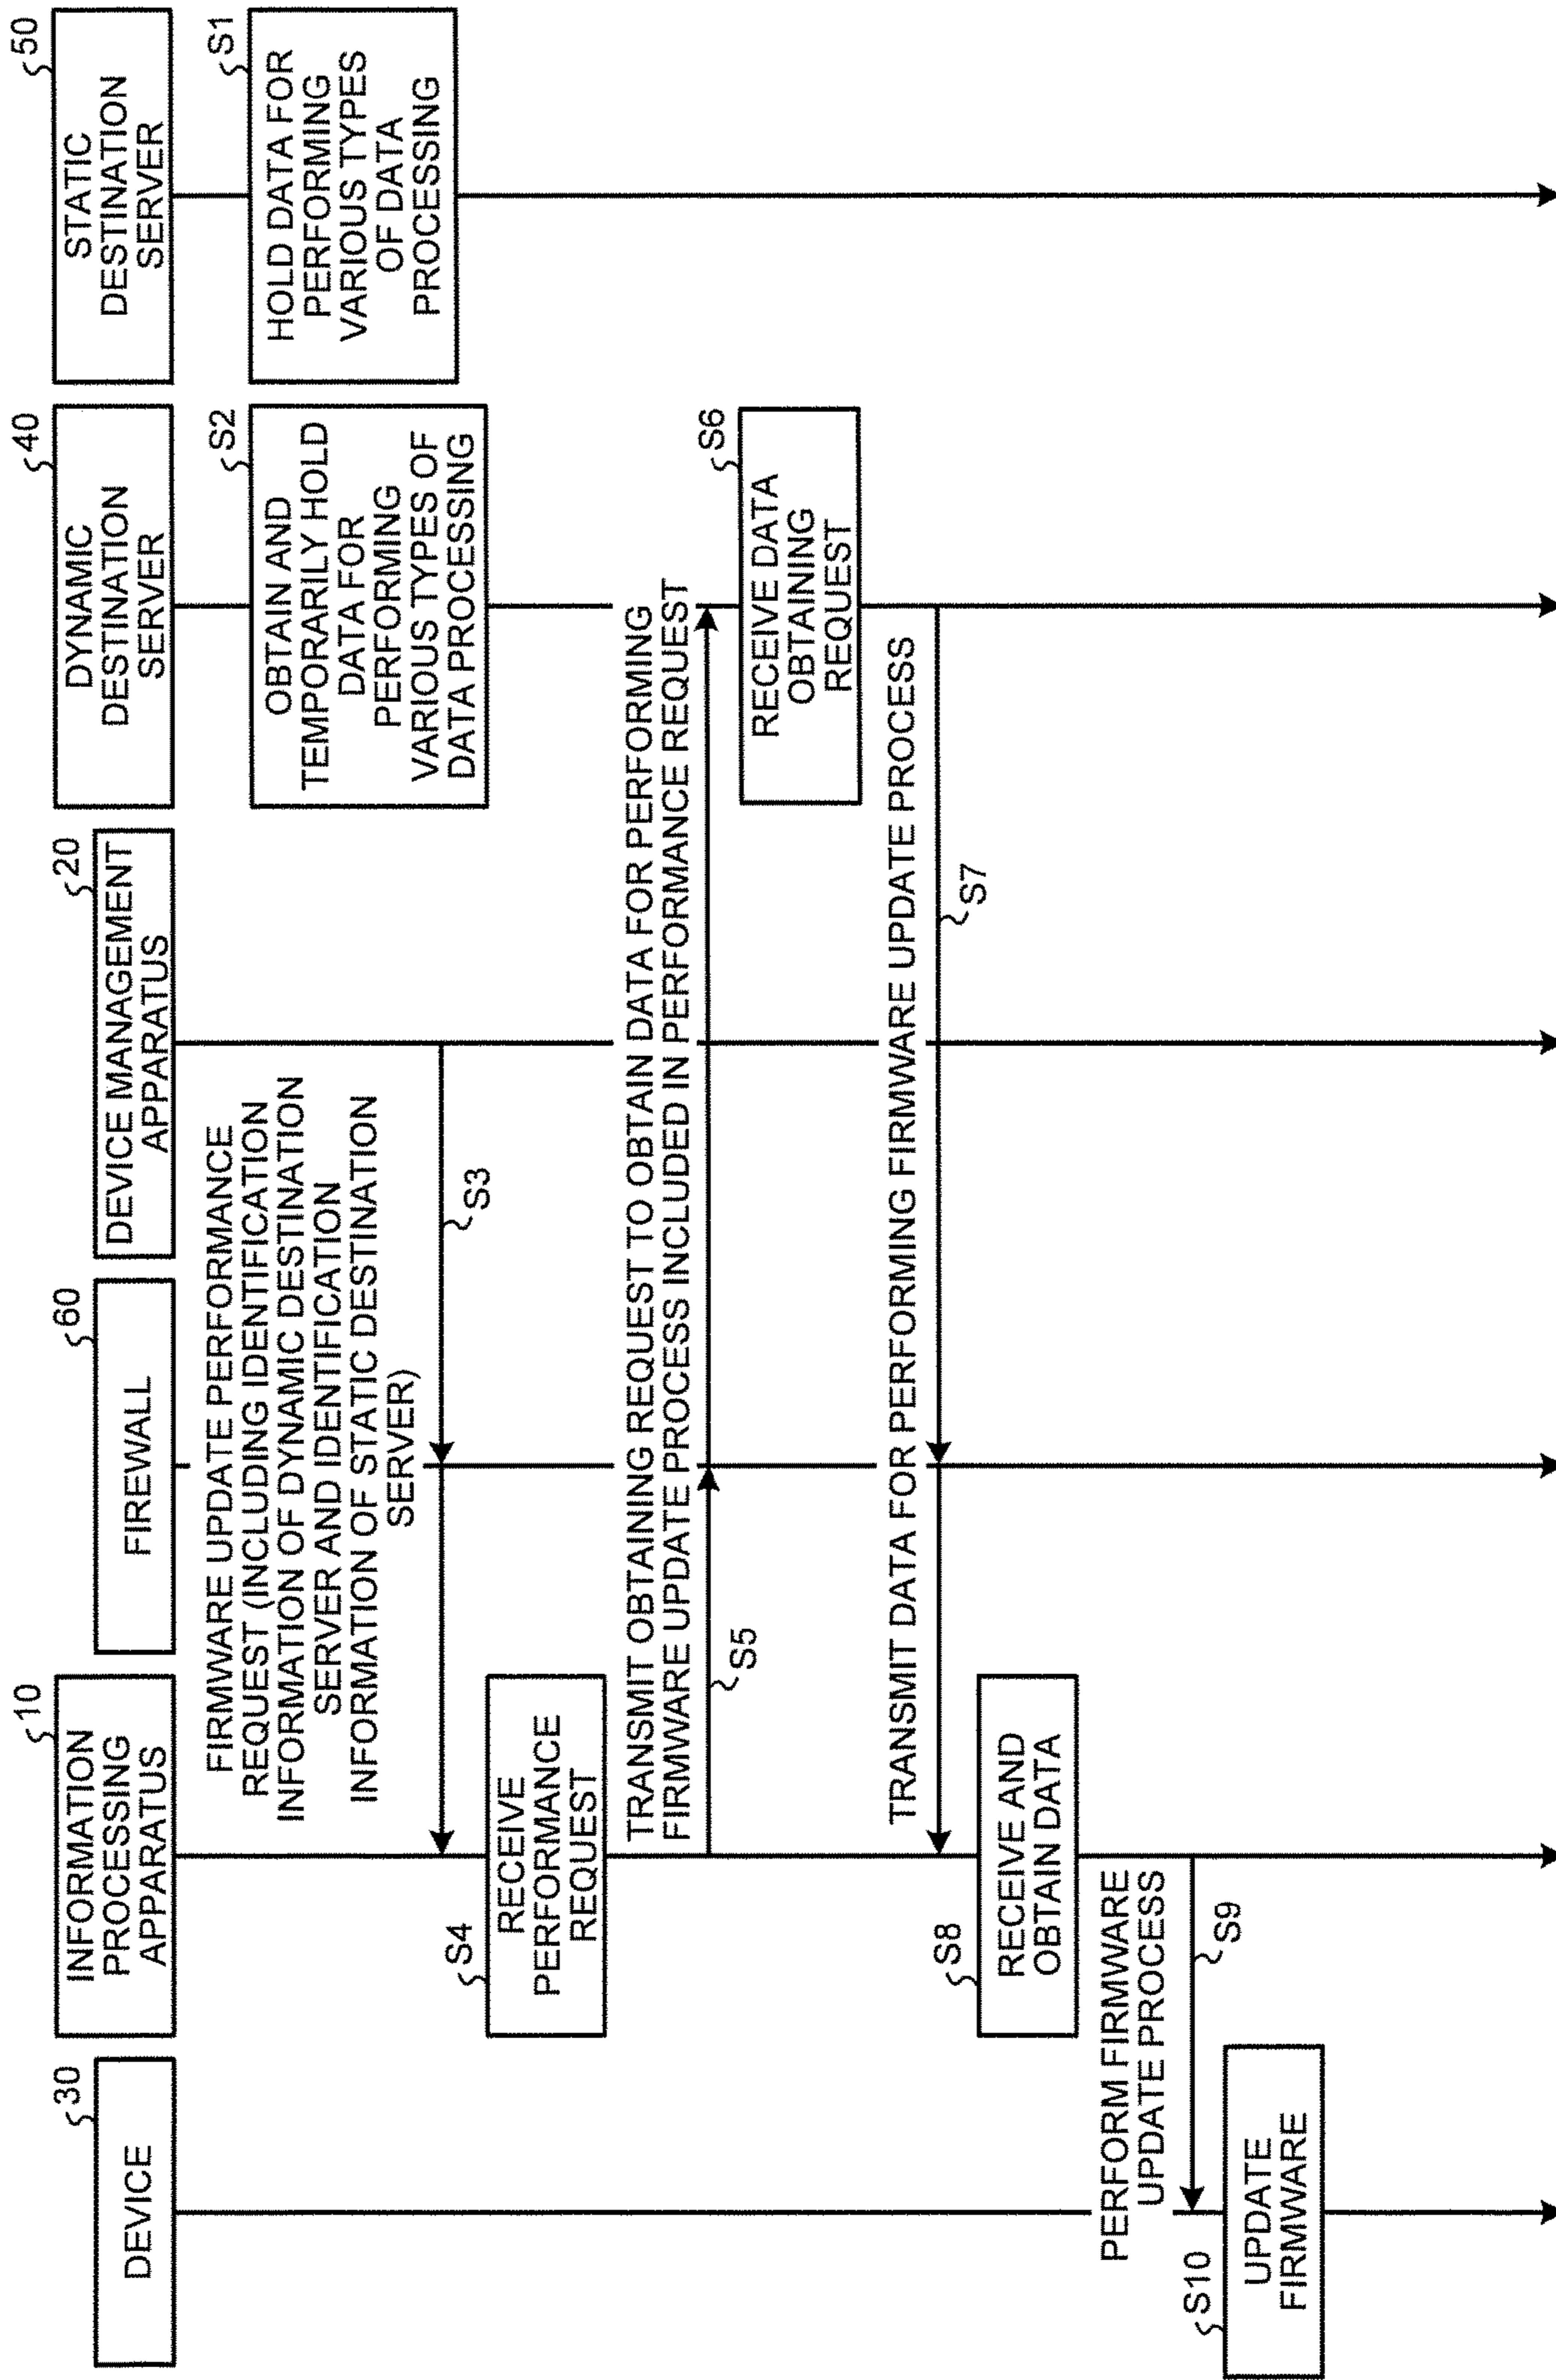 DEVICE
30
INFORMATION
PROCESSING
APPARATUS
10
FIREWALL
60
DEVICE MANAGEMENT
APPARATUS
20
DYNAMIC
DESTINATION
SERVER
40
STATIC
DESTINATION
SERVER
50
HOLD DATA FOR
PERFORMING
VARIOUS TYPES
OF DATA
PROCESSING
S1
OBTAIN AND
TEMPORARILY HOLD
DATA FOR
PERFORMING
VARIOUS TYPES OF
DATA PROCESSING
S2
FIRMWARE UPDATE PERFORMANCE
REQUEST (INCLUDING IDENTIFICATION
INFORMATION OF DYNAMIC DESTINATION
SERVER AND IDENTIFICATION
INFORMATION OF STATIC DESTINATION
SERVER)
S3
S4
RECEIVE
PERFORMANCE
REQUEST
TRANSMIT OBTAINING REQUEST TO OBTAIN DATA FOR PERFORMING
FIRMWARE UPDATE PROCESS INCLUDED IN PERFORMANCE REQUEST
S5
RECEIVE DATA
OBTAINING
REQUEST
S6
TRANSMIT DATA FOR PERFORMING FIRMWARE UPDATE PROCESS
S7
S8
RECEIVE AND
OBTAIN DATA
PERFORM FIRMWARE
UPDATE PROCESS
S9
S10
UPDATE
FIRMWARE